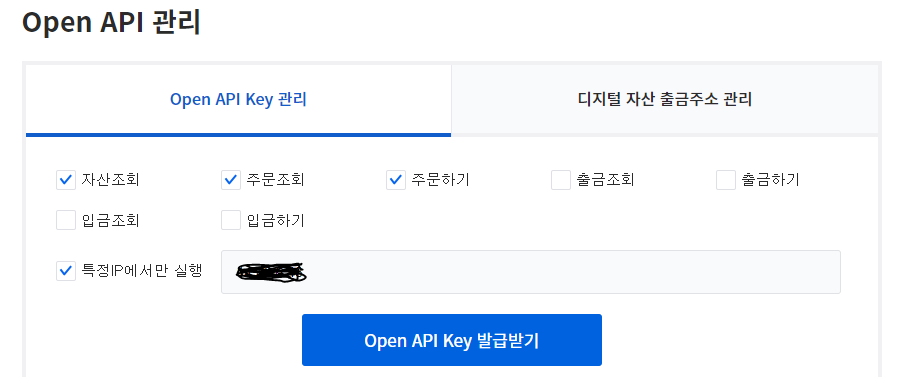 Open API 관리
Open API Key 관리 디지털 자산 출금주소 관리
자산조회 주문조회 주문하기 출금조회 출금하기
입금조회 입금하기
특정IP에서만 실행
Open API Key 발급받기